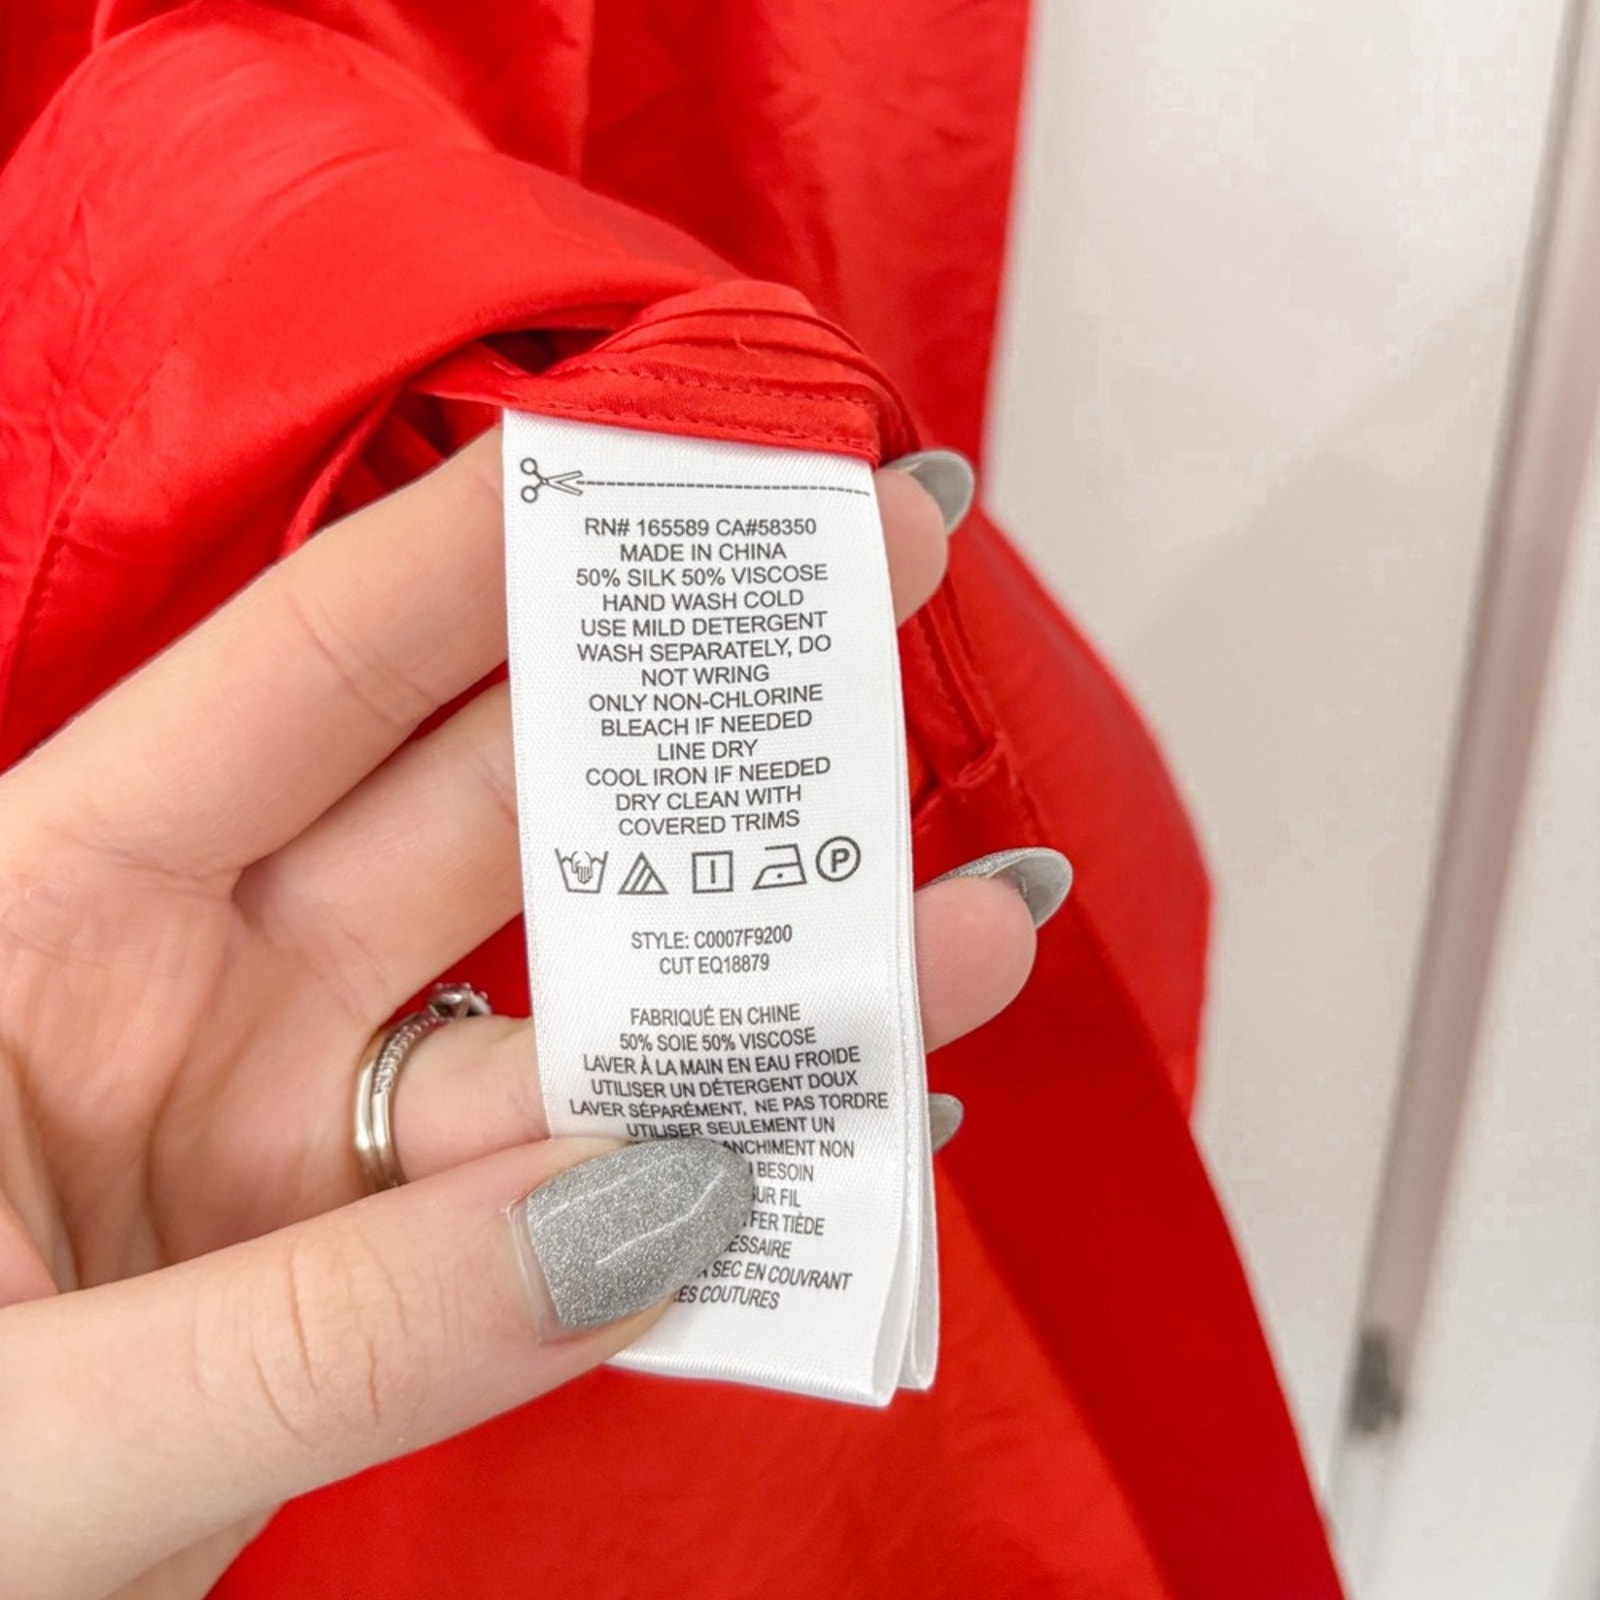 RN# 165589 CA#58350
MADE IN CHINA
50% SILK 50% VISCOSE
HAND WASH COLD
USE MILD DETERGENT
WASH SEPARATELY, DO
NOT WRING
ONLY NON-CHLORINE
BLEACH IF NEEDED
LINE DRY
COOL IRON IF NEEDED
DRY CLEAN WITH
COVERED TRIMS
P
STYLE: C0007F9200
CUT EQ18879
FABRIQUÉ EN CHINE
50% SOIE 50% VISCOSE
LAVER À LA MAIN EN EAU FROIDE
UTILISER UN DÉTERGENT DOUX
LAVER SÉPARÉMENT, NE PAS TORDRE
UTILISER SEULEMENT UN
NON
BESOIN
FIL
FER TIÈDE
SEC EN COUVRANT
COUTURES